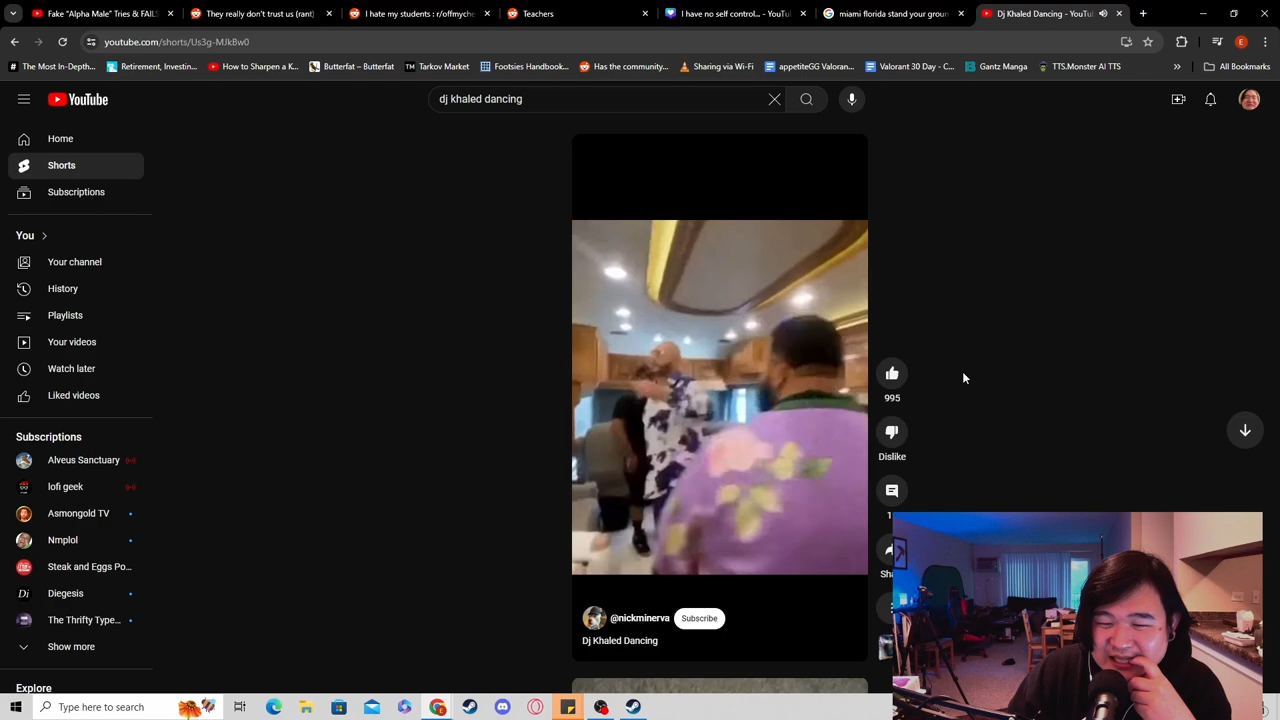 Fake "Alpha Male" Tries & FAILS
They really don't trust us (rant)
I hate my students : r/offmyche
Teachers
I have no self control... - YouTu
miami florida stand your groun
Dj Khaled Dancing - YouTu
youtube.com/shorts/Us3g-MJkBw0
# The Most In-Depth...
Retirement, Investin...
How to Sharpen a K...
Butterfat – Butterfat
TM Tarkov Market
Footsies Handbook...
Has the community...
Sharing via Wi-Fi
appetiteGG Valoran...
Valorant 30 Day - C...
Gantz Manga
TTS.Monster AI TTS
» All Bookmarks
YouTube
dj khaled dancing
Home
Shorts
Subscriptions
You
Your channel
History
Playlists
Your videos
Watch later
Liked videos
Subscriptions
Alveus Sanctuary
lofi geek
Asmongold TV
Nmplol
Steak and Eggs Po...
Diegesis
The Thrifty Type...
Show more
Explore
995
Dislike
1
Sha
@nickminerva Subscribe
Dj Khaled Dancing
Type here to search